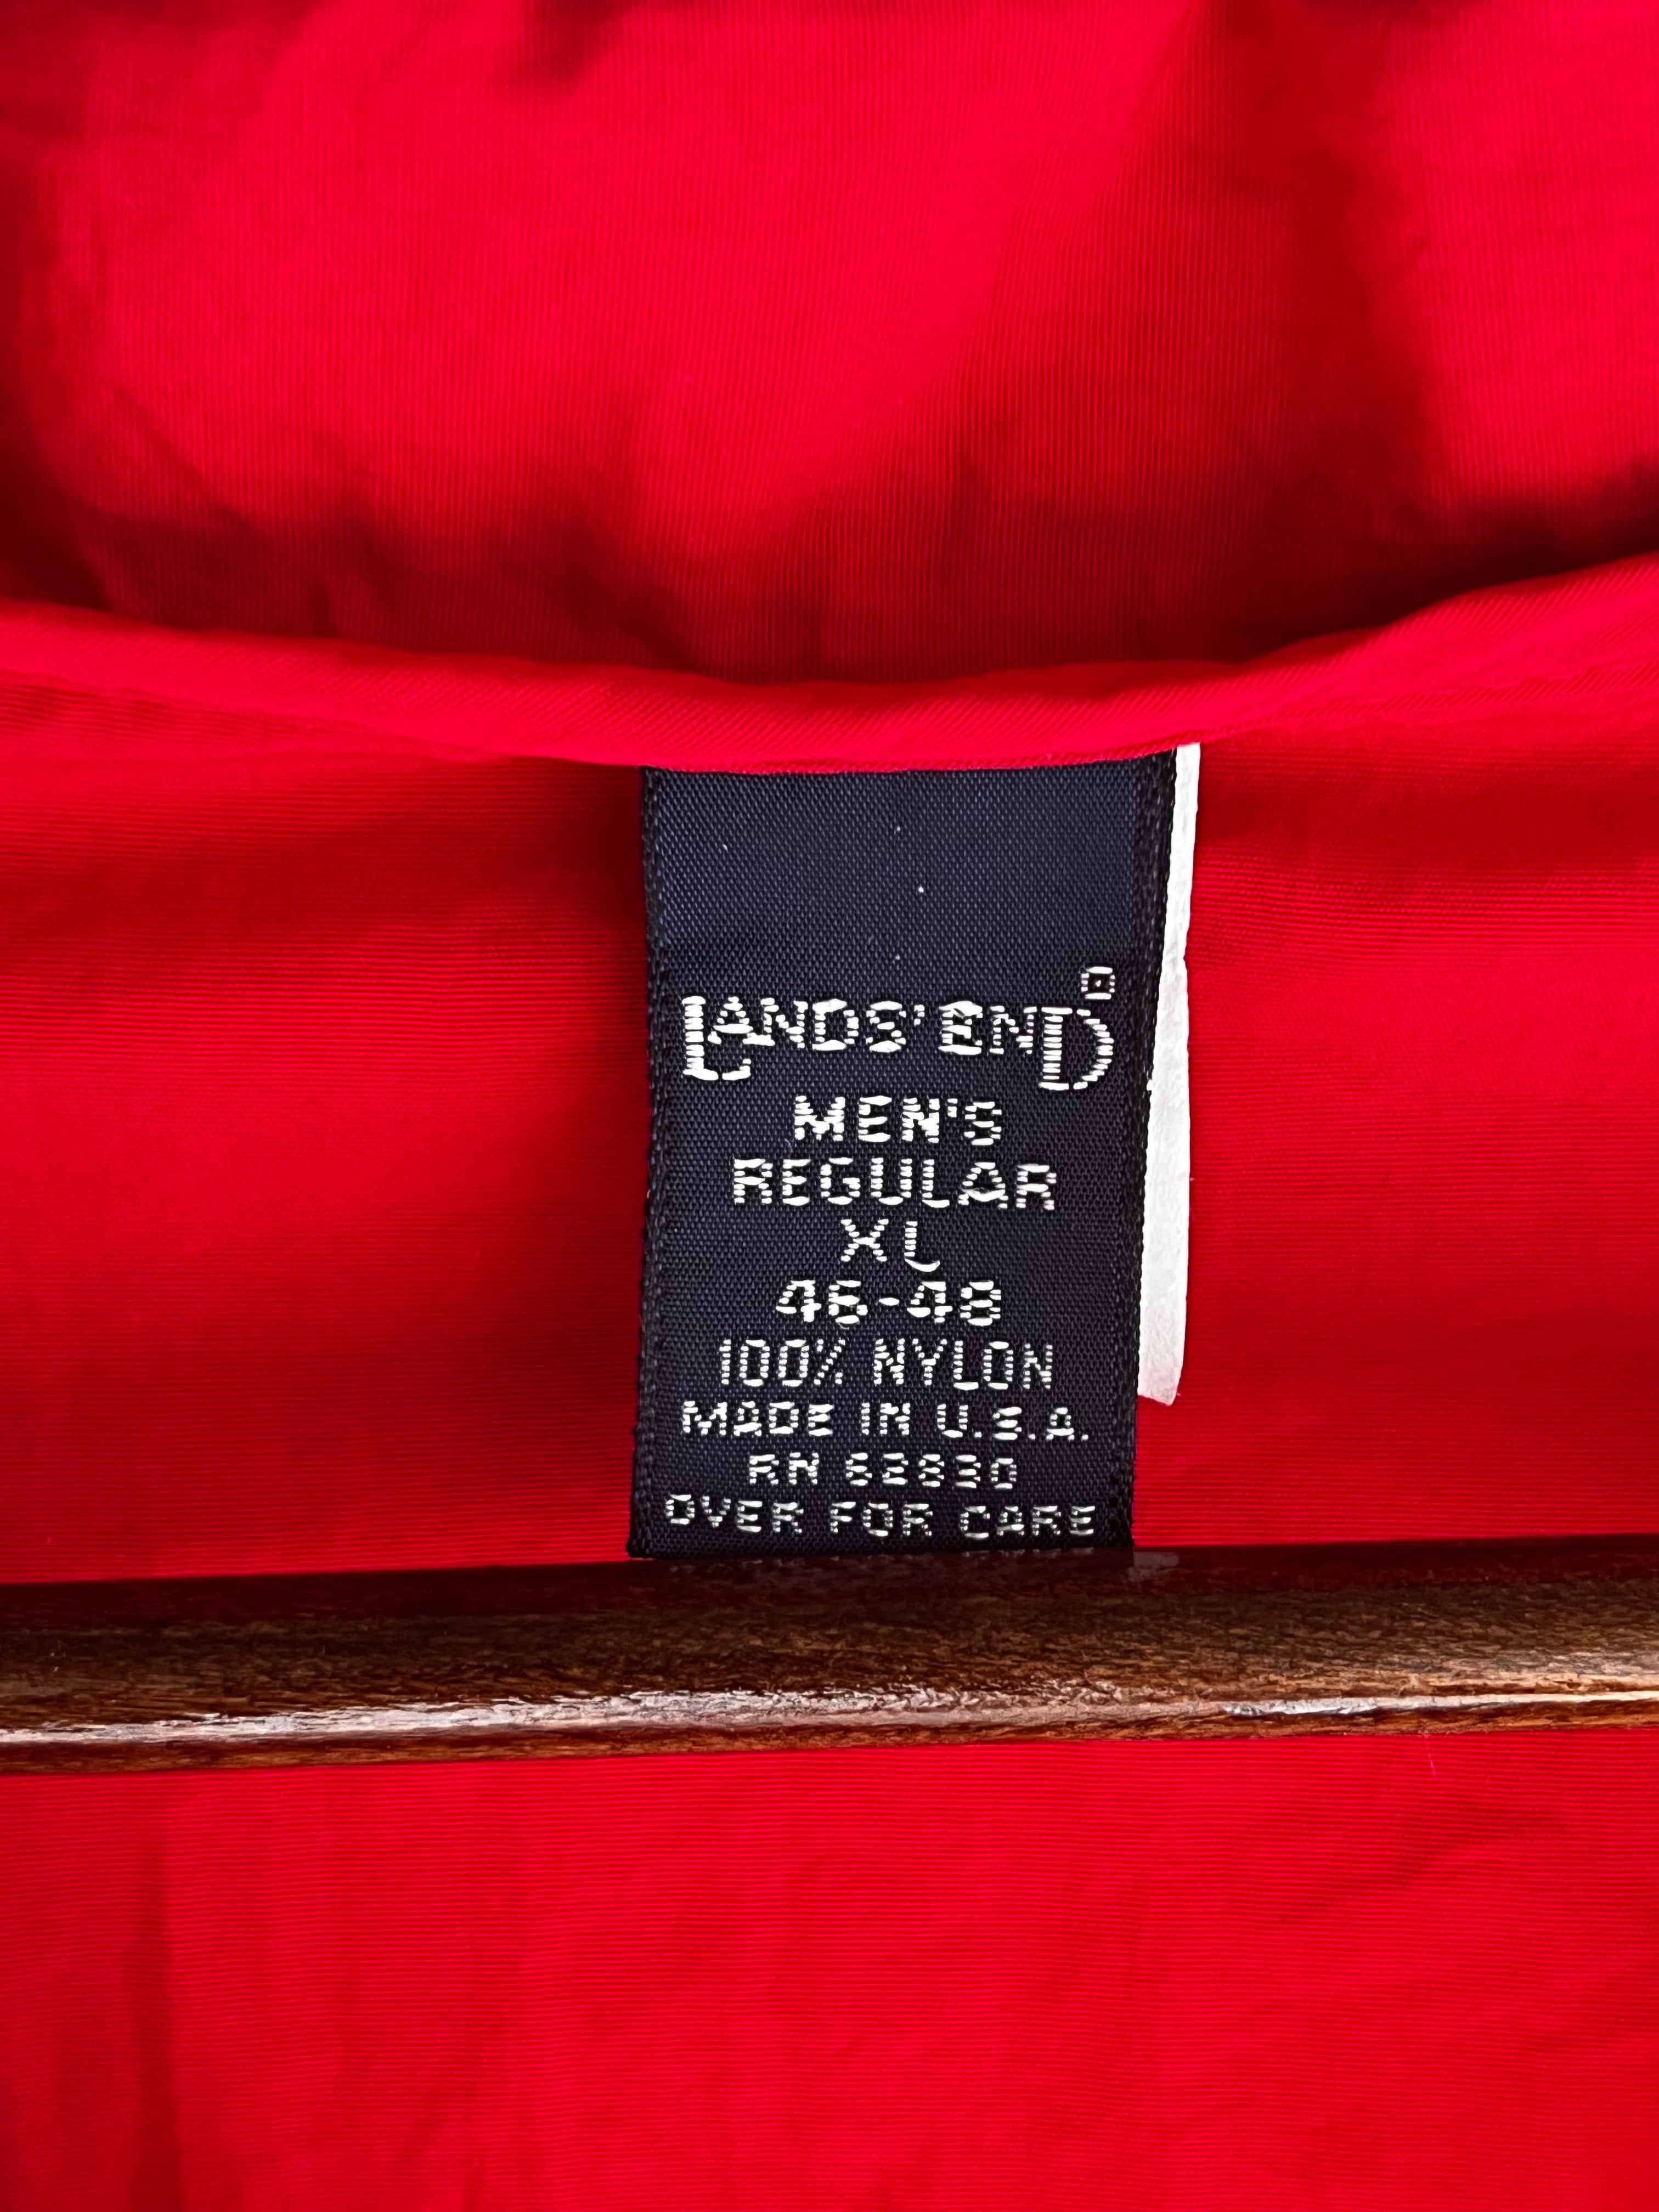 LANDS' END®
MEN'S
REGULAR
XL
46-48
100% NYLON
MADE IN U.S.A.
RN 62830
OVER FOR CARE